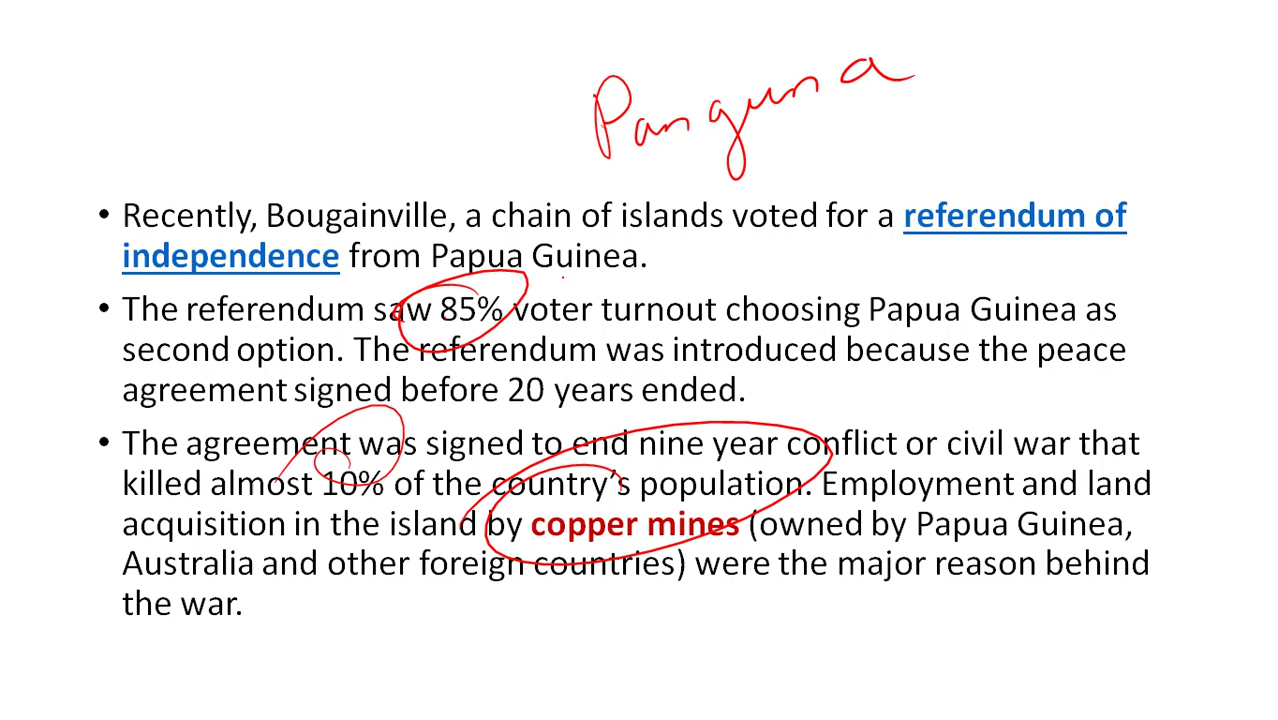 Panguna
• Recently, Bougainville, a chain of islands voted for a referendum of
independence from Papua Guinea.
• The referendum saw 85% voter turnout choosing Papua Guinea as
second option. The referendum was introduced because the peace
agreement signed before 20 years ended.
• The agreement was signed to end nine year conflict or civil war that
killed almost 10% of the country’s population. Employment and land
acquisition in the island by copper mines (owned by Papua Guinea,
Australia and other foreign countries) were the major reason behind
the war.